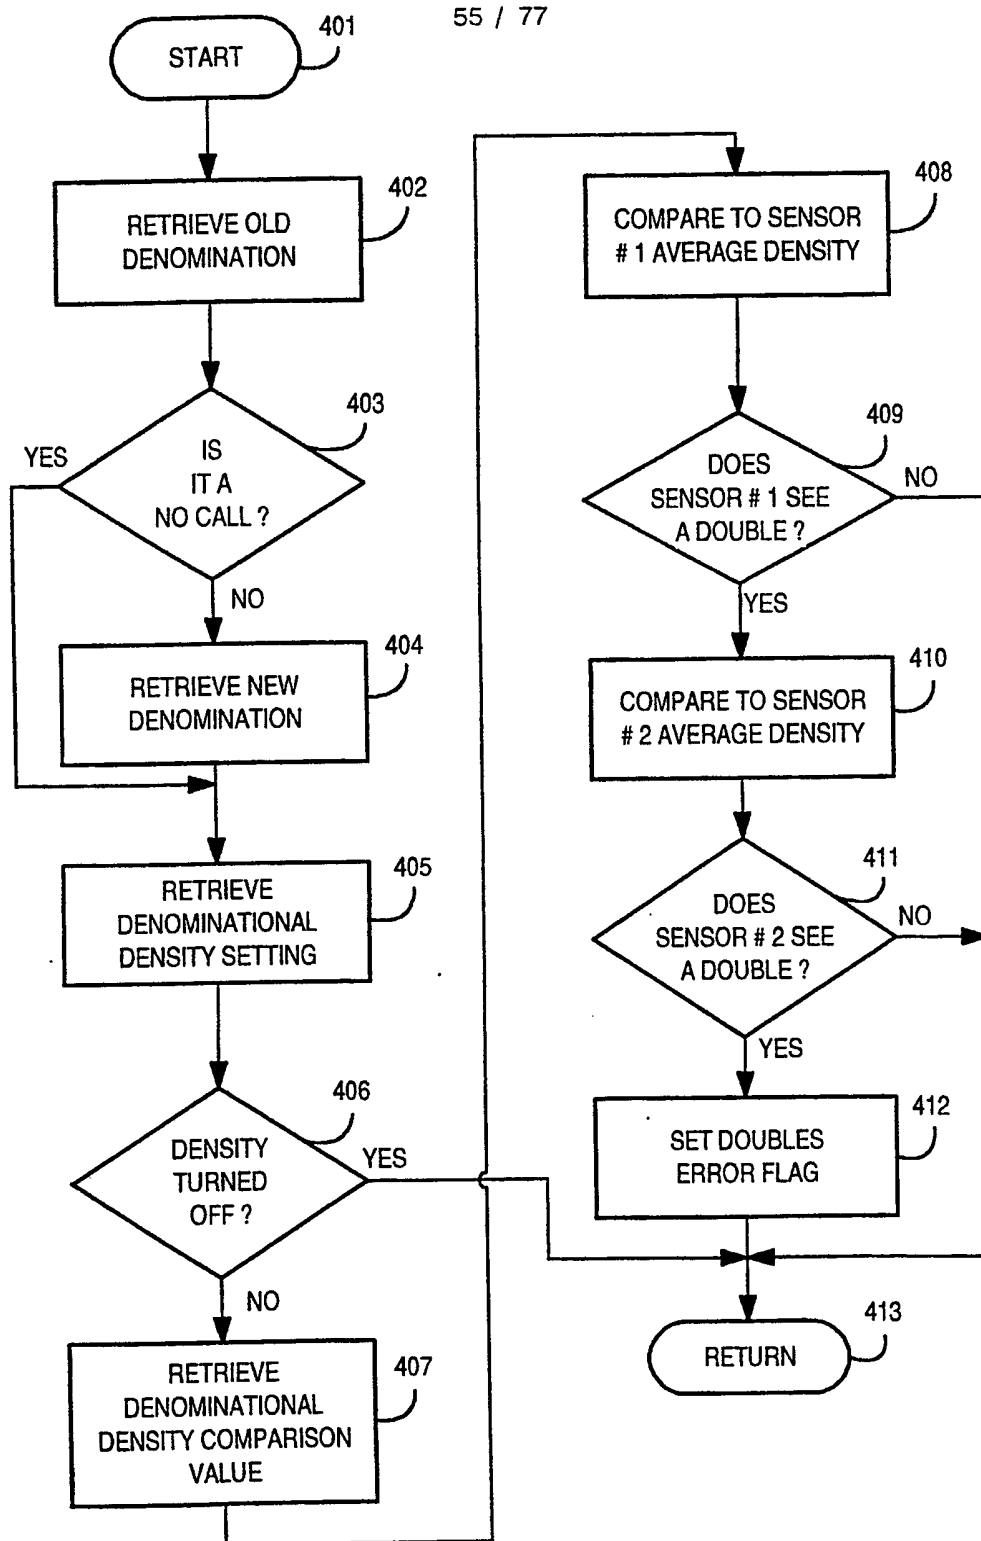 55 / 77
START
401
RETRIEVE OLD
DENOMINATION
402
IS
IT A
NO CALL ?
403
YES
NO
RETRIEVE NEW
DENOMINATION
404
RETRIEVE
DENOMINATIONAL
DENSITY SETTING
405
DENSITY
TURNED
OFF ?
406
YES
NO
RETRIEVE
DENOMINATIONAL
DENSITY COMPARISON
VALUE
407
COMPARE TO SENSOR
# 1 AVERAGE DENSITY
408
DOES
SENSOR # 1 SEE
A DOUBLE ?
409
NO
YES
COMPARE TO SENSOR
# 2 AVERAGE DENSITY
410
DOES
SENSOR # 2 SEE
A DOUBLE ?
411
NO
YES
SET DOUBLES
ERROR FLAG
412
RETURN
413